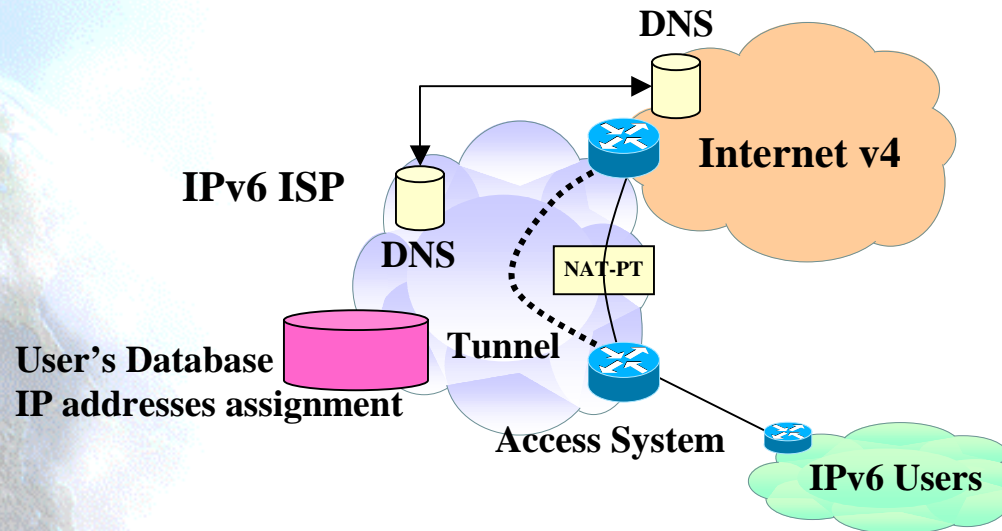 DNS
Internet v4
IPv6 ISP
DNS
NAT-PT
Tunnel
User’s Database
IP addresses assignment
Access System
IPv6 Users